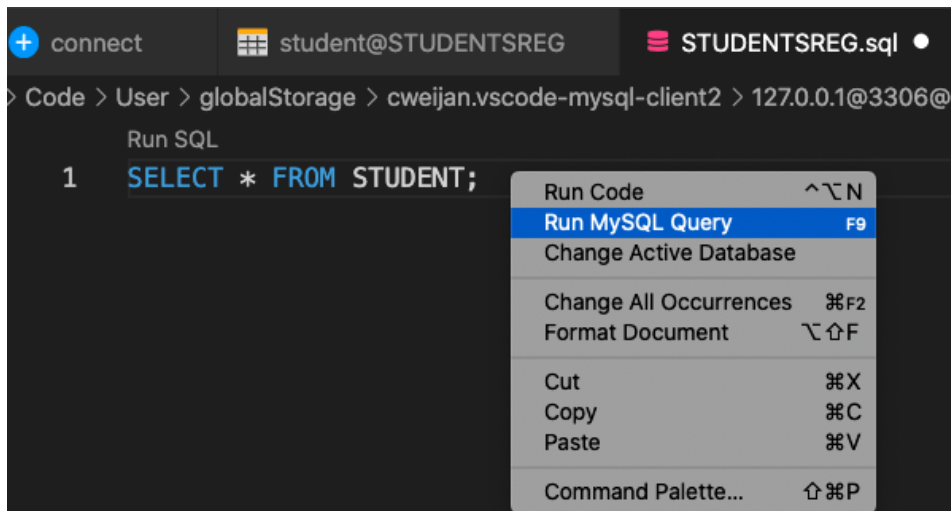 connect
student@STUDENTSREG
STUDENTSREG.sql
> Code > User > globalStorage > cweijan.vscode-mysql-client2 > 127.0.0.1@3306@
Run SQL
1 SELECT * FROM STUDENT;
Run Code ^⌥N
Run MySQL Query F9
Change Active Database
Change All Occurrences ⌘F2
Format Document ⌥⇧F
Cut ⌘X
Copy ⌘C
Paste ⌘V
Command Palette... ⇧⌘P